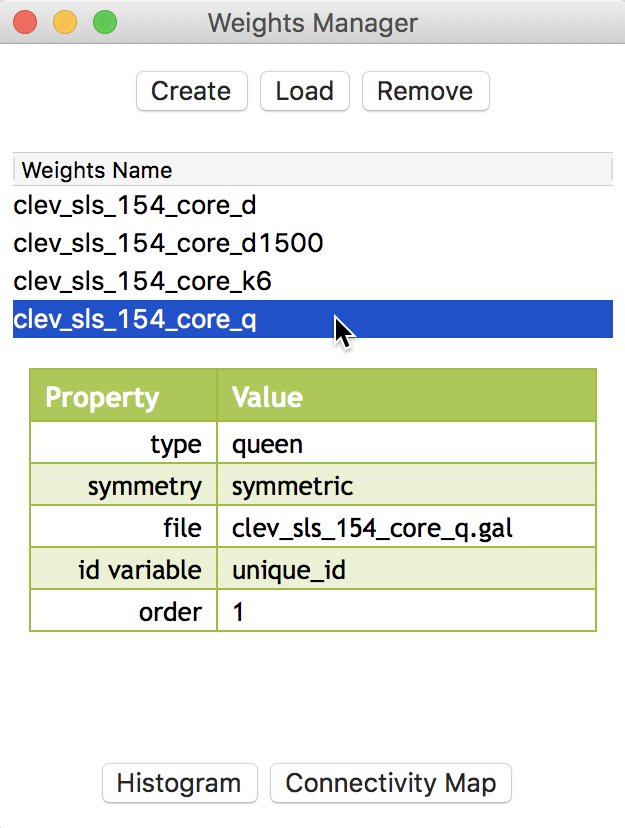 Weights Manager
Create Load Remove
Weights Name
clev_sls_154_core_d
clev_sls_154_core_d1500
clev_sls_154_core_k6
clev_sls_154_core_q
Property Value
type queen
symmetry symmetric
file clev_sls_154_core_q.gal
id variable unique_id
order 1
Histogram Connectivity Map